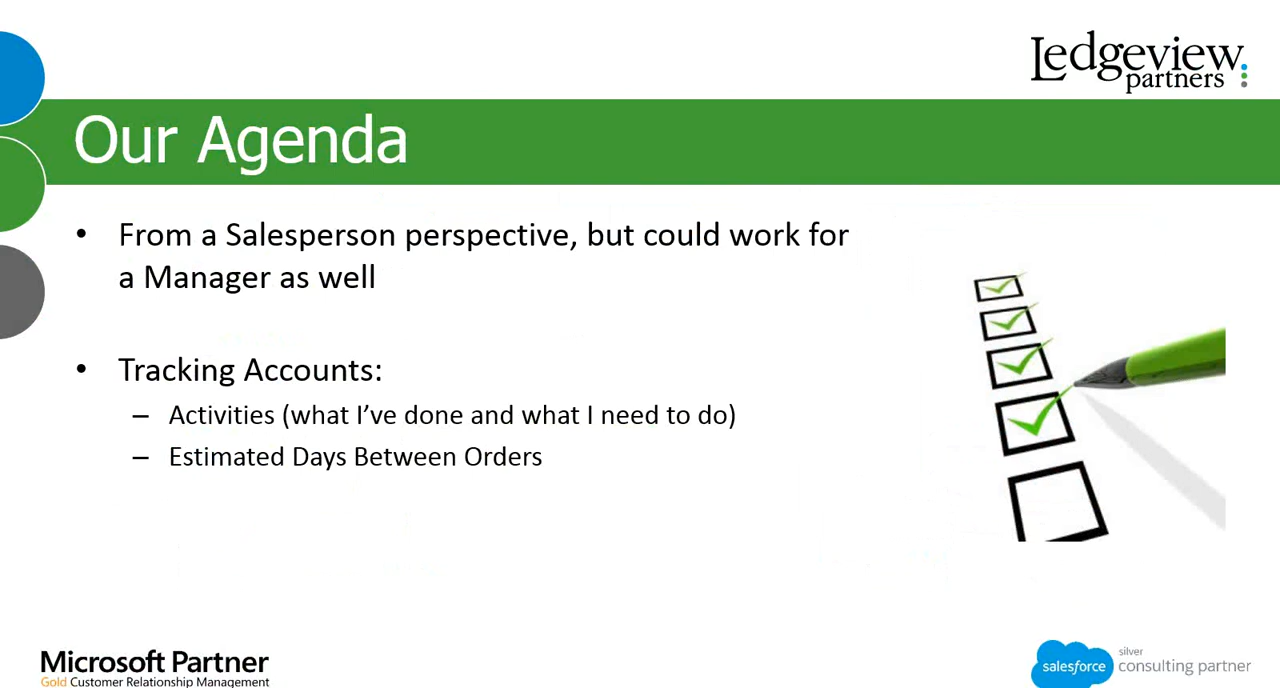 Ledgeview
partners
Our Agenda
• From a Salesperson perspective, but could work for
a Manager as well
• Tracking Accounts:
– Activities (what I’ve done and what I need to do)
– Estimated Days Between Orders
Microsoft Partner
Gold Customer Relationship Management
salesforce
silver
consulting partner